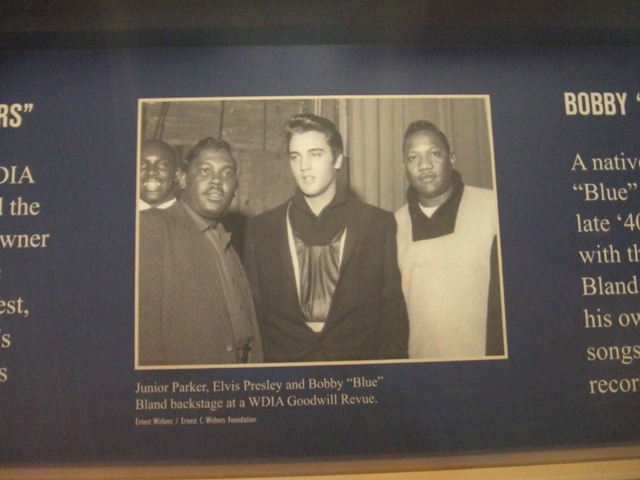 RS”
DIA
l the
wner
est,
’s
s
Junior Parker, Elvis Presley and Bobby “Blue”
Bland backstage at a WDIA Goodwill Revue.
Ernest Withers / Ernest C. Withers Foundation
BOBBY “
A native
“Blue”
late ‘40
with th
Bland
his ow
songs
recor